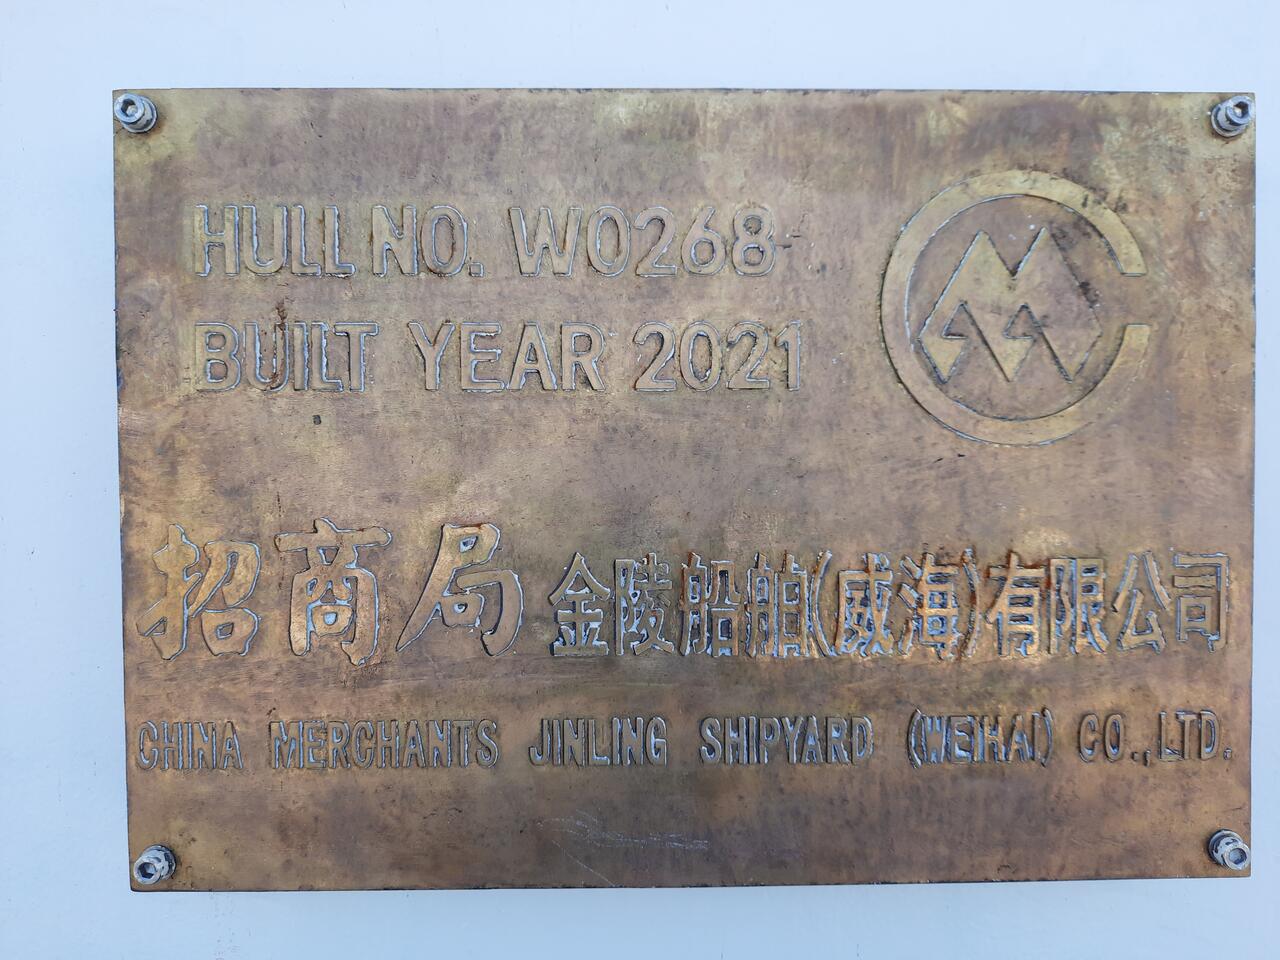 HULL NO. W0268
BUILT YEAR 2021
招商局金陵船舶(威海)有限公司
CHINA MERCHANTS JINLING SHIPYARD (WEIHAI) CO.,LTD.